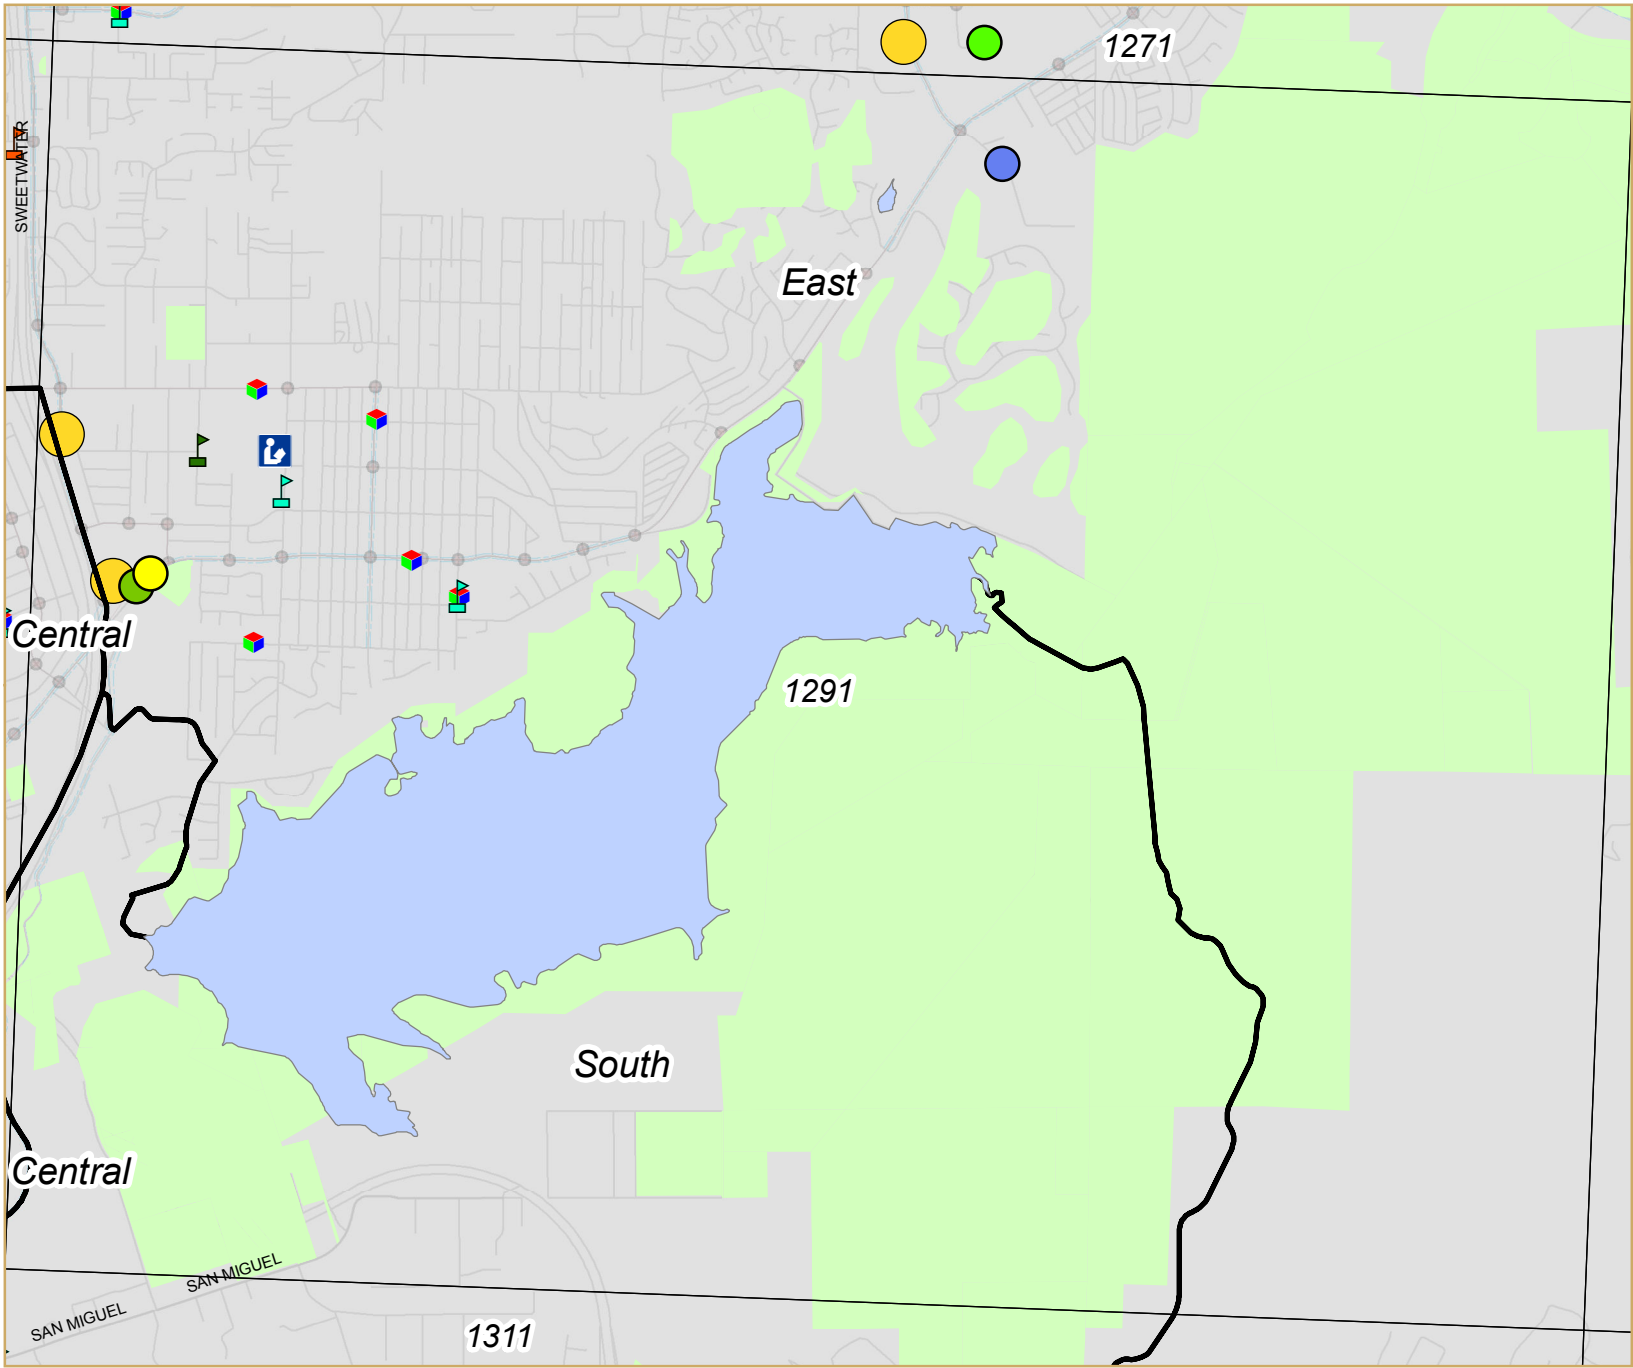 1271
SWEETWATER
East
Central
1291
South
Central
SAN MIGUEL
SAN MIGUEL
1311